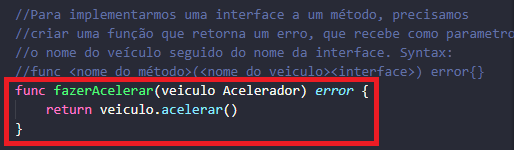 //Para implementarmos uma interface a um método, precisamos
//criar uma função que retorna um erro, que recebe como parametro
//o nome do veículo seguido do nome da interface. Syntax:
//func <nome do método>(<nome do veiculo><interface>) error{}
func fazerAcelerar(veiculo Acelerador) error {
return veiculo.acelerar()
}